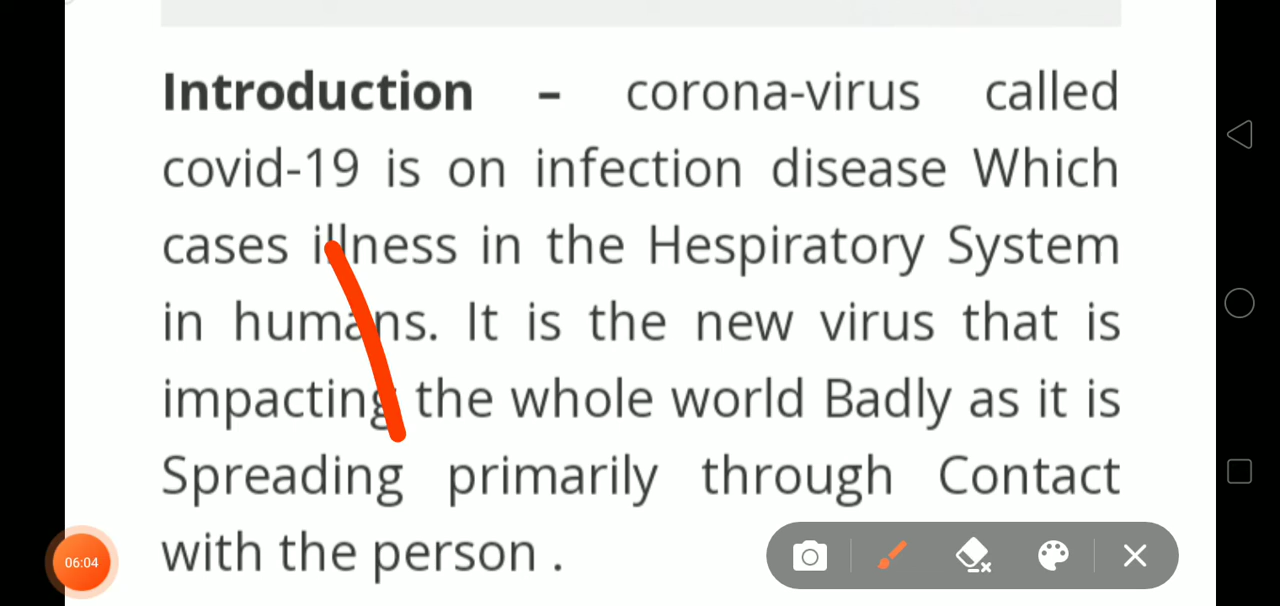 Introduction – corona-virus called
covid-19 is on infection disease Which
cases illness in the Hespiratory System
in humans. It is the new virus that is
impacting the whole world Badly as it is
Spreading primarily through Contact
with the person .
06:04